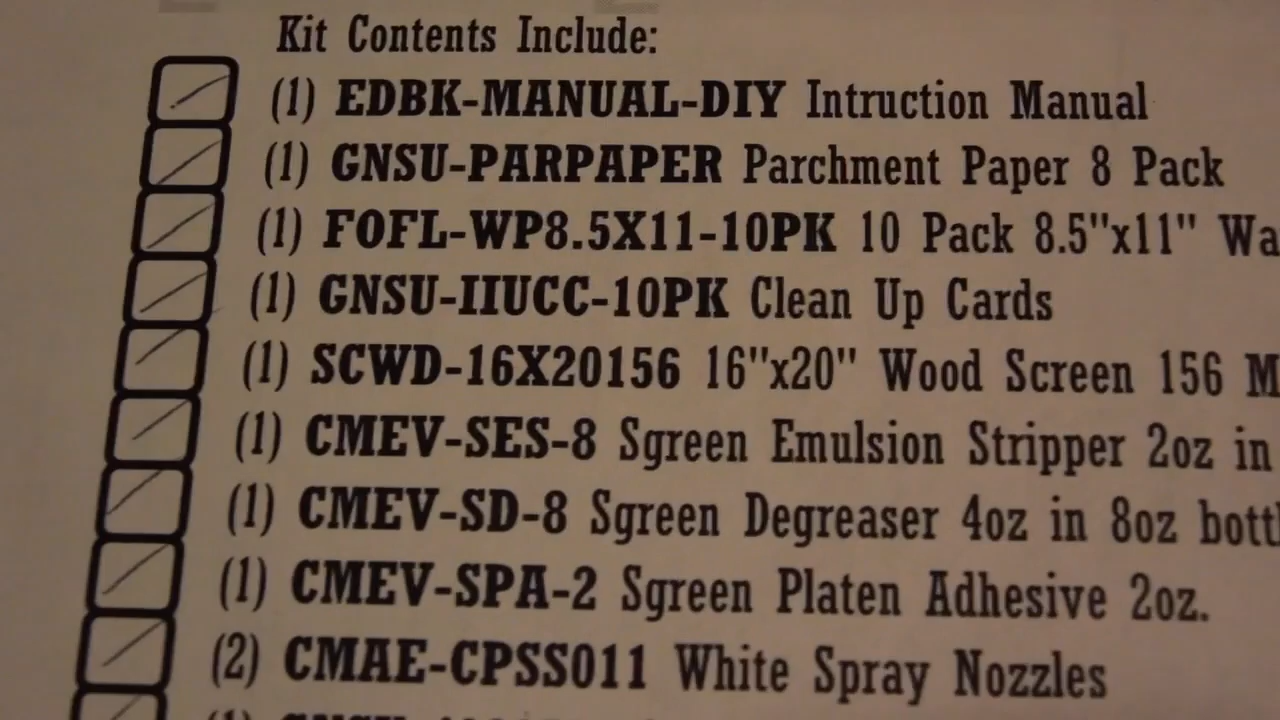 Kit Contents Include:
(1) EDBK-MANUAL-DIY Intruction Manual
(1) GNSU-PARPAPER Parchment Paper 8 Pack
(1) FOFL-WP8.5X11-10PK 10 Pack 8.5"x11" Wa
(1) GNSU-IIUCC-10PK Clean Up Cards
(1) SCWD-16X20156 16"x20" Wood Screen 156 M
(1) CMEV-SES-8 Sgreen Emulsion Stripper 2oz in
(1) CMEV-SD-8 Sgreen Degreaser 4oz in 8oz bott
(1) CMEV-SPA-2 Sgreen Platen Adhesive 2oz.
(2) CMAE-CPSS011 White Spray Nozzles